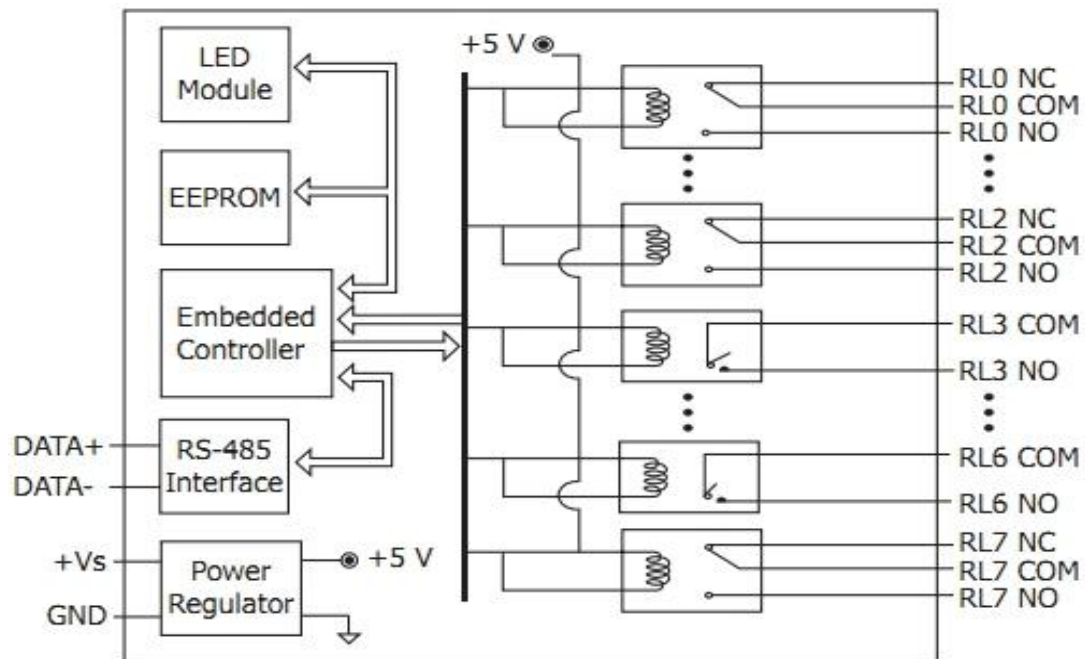 LED
Module
EEPROM
Embedded
Controller
DATA+
DATA-
RS-485
Interface
+Vs
GND
Power
Regulator
+5 V
+5 V
RL0 NC
RL0 COM
RL0 NO
RL2 NC
RL2 COM
RL2 NO
RL3 COM
RL3 NO
RL6 COM
RL6 NO
RL7 NC
RL7 COM
RL7 NO